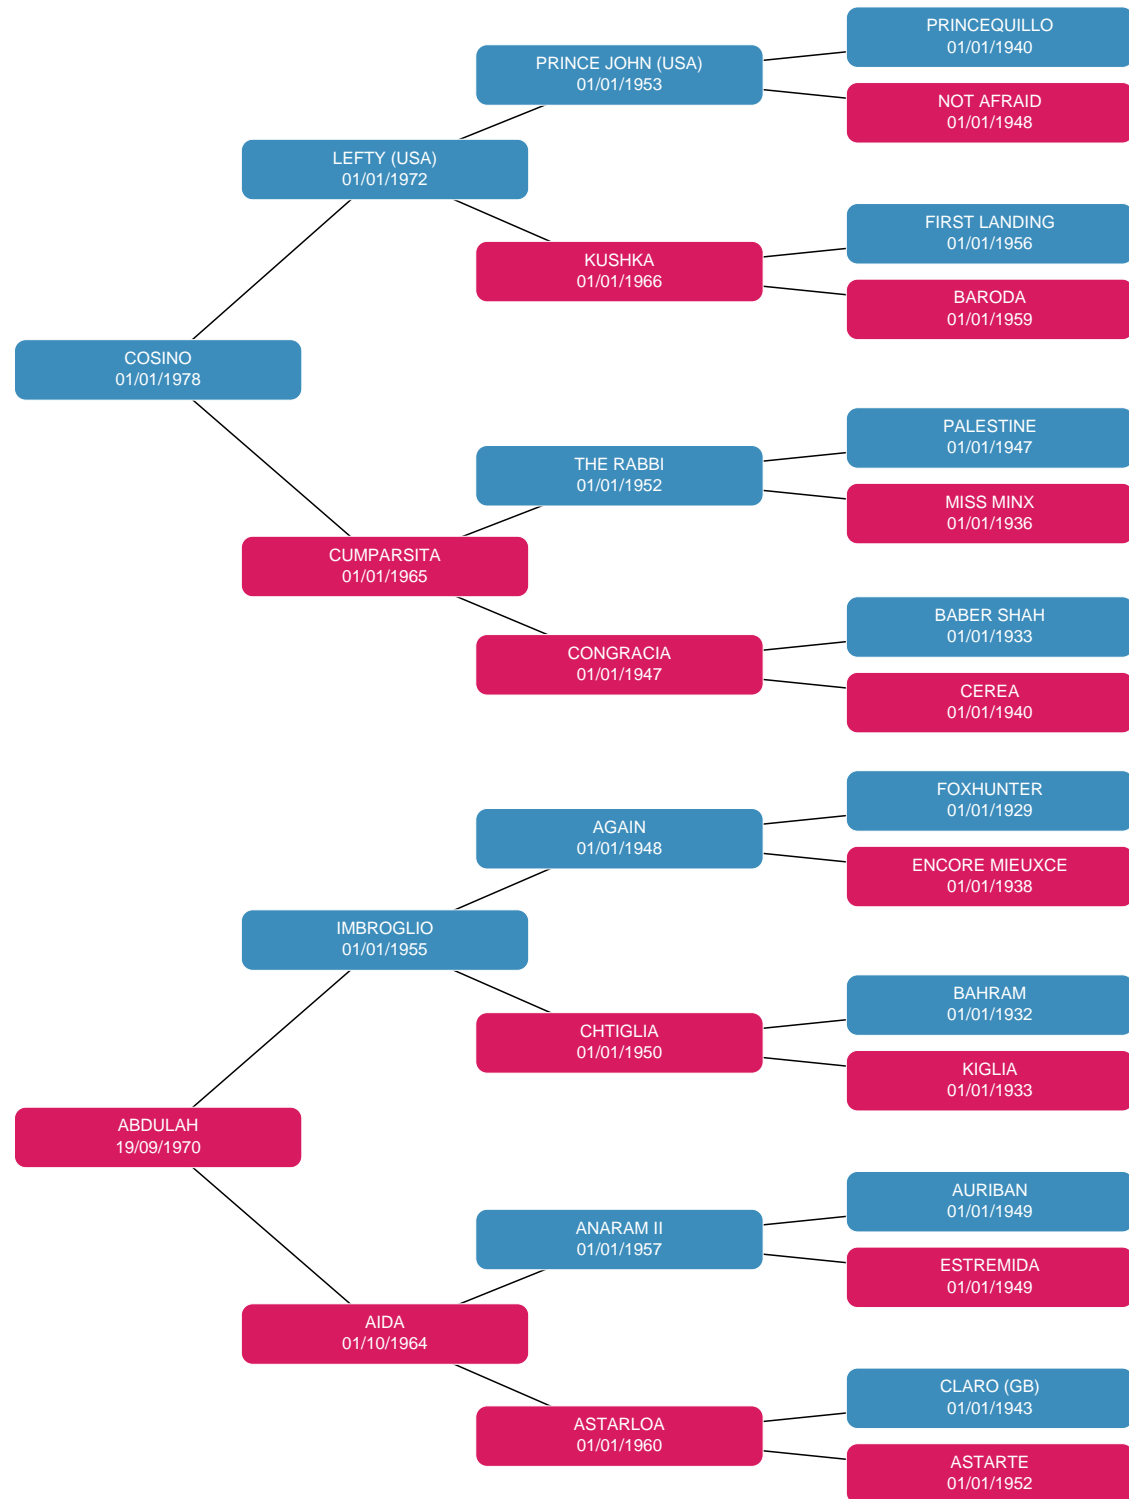 PRINCEQUILLO
01/01/1940
PRINCE JOHN (USA)
01/01/1953
NOT AFRAID
01/01/1948
LEFTY (USA)
01/01/1972
FIRST LANDING
01/01/1956
KUSHKA
01/01/1966
BARODA
01/01/1959
COSINO
01/01/1978
PALESTINE
01/01/1947
THE RABBI
01/01/1952
MISS MINX
01/01/1936
CUMPARSITA
01/01/1965
BABER SHAH
01/01/1933
CONGRACIA
01/01/1947
CEREA
01/01/1940
FOXHUNTER
01/01/1929
AGAIN
01/01/1948
ENCORE MIEUXCE
01/01/1938
IMBROGLIO
01/01/1955
BAHRAM
01/01/1932
CHTIGLIA
01/01/1950
KIGLIA
01/01/1933
ABDULAH
19/09/1970
AURIBAN
01/01/1949
ANARAM II
01/01/1957
ESTREMIDA
01/01/1949
AIDA
01/10/1964
CLARO (GB)
01/01/1943
ASTARLOA
01/01/1960
ASTARTE
01/01/1952